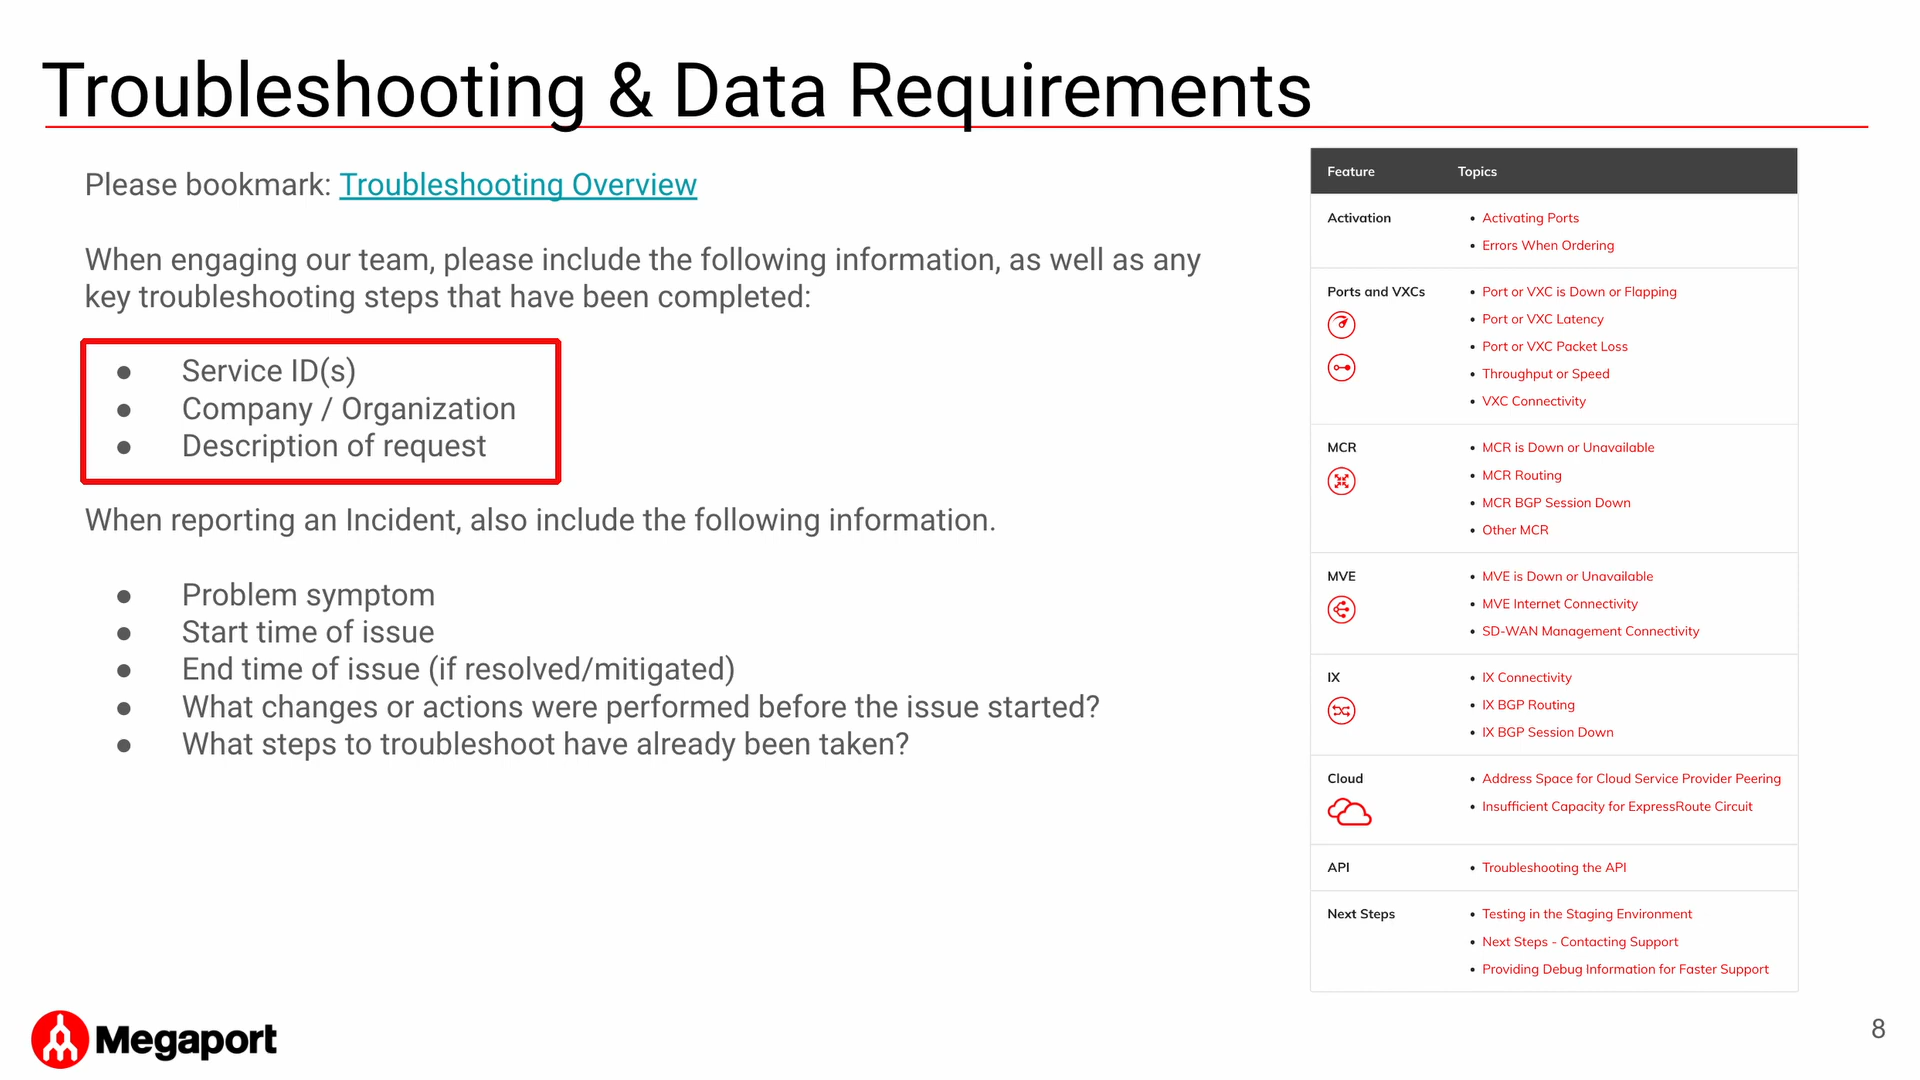 Troubleshooting & Data Requirements
Please bookmark: Troubleshooting Overview
When engaging our team, please include the following information, as well as any
key troubleshooting steps that have been completed:
● Service ID(s)
● Company / Organization
● Description of request
When reporting an Incident, also include the following information.
● Problem symptom
● Start time of issue
● End time of issue (if resolved/mitigated)
● What changes or actions were performed before the issue started?
● What steps to troubleshoot have already been taken?
Feature Topics
Activation
• Activating Ports
• Errors When Ordering
Ports and VXCs
• Port or VXC is Down or Flapping
• Port or VXC Latency
• Port or VXC Packet Loss
• Throughput or Speed
• VXC Connectivity
MCR
• MCR is Down or Unavailable
• MCR Routing
• MCR BGP Session Down
• Other MCR
MVE
• MVE is Down or Unavailable
• MVE Internet Connectivity
• SD-WAN Management Connectivity
IX
• IX Connectivity
• IX BGP Routing
• IX BGP Session Down
Cloud
• Address Space for Cloud Service Provider Peering
• Insufficient Capacity for ExpressRoute Circuit
API
• Troubleshooting the API
Next Steps
• Testing in the Staging Environment
• Next Steps - Contacting Support
• Providing Debug Information for Faster Support
Megaport
8